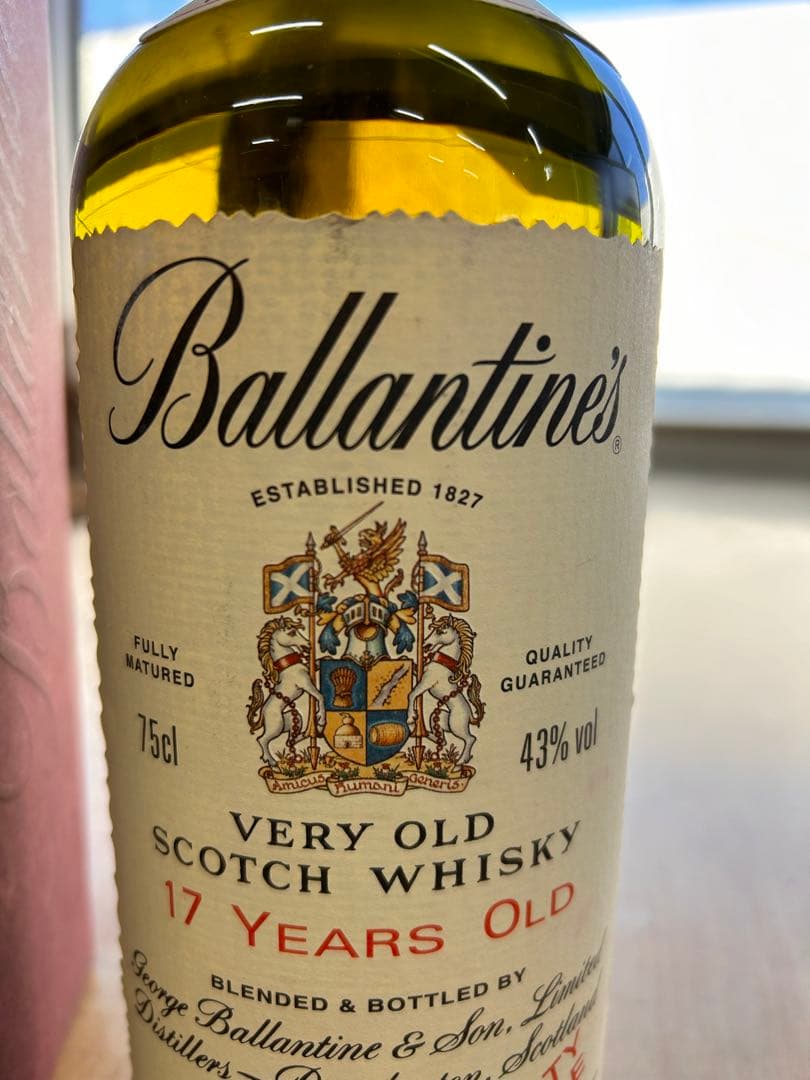 Ballantine's®
ESTABLISHED 1827
FULLY MATURED
QUALITY GUARANTEED
75cl
43% vol
Amicus Humani Generis
VERY OLD
SCOTCH WHISKY
17 YEARS OLD
BLENDED & BOTTLED BY
George Ballantine & Son, Limited
Distillers – Scotland